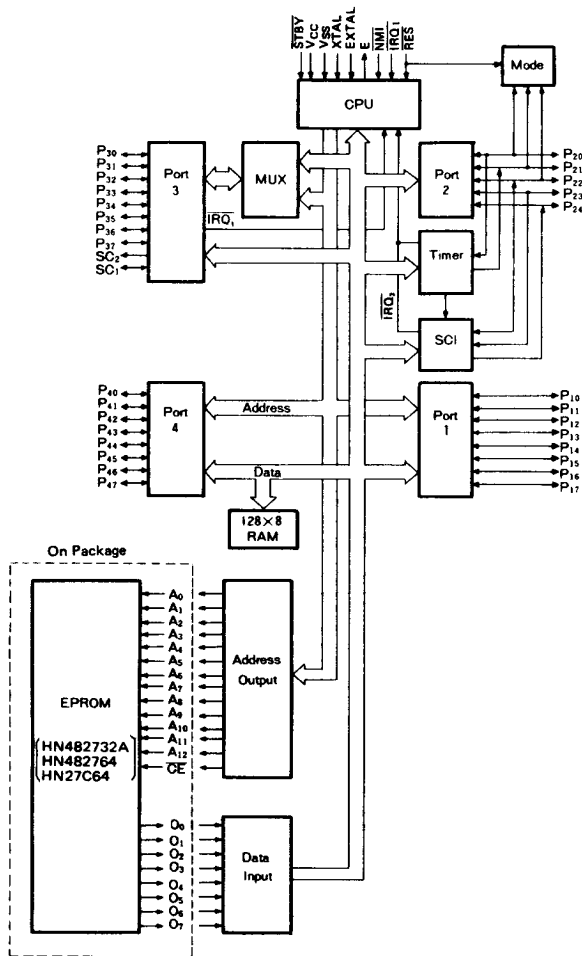 STBY
VCC
VSS
XTAL
EXTAL
E
NMI
IRQ1
RES
Mode
CPU
P30
P31
P32
P33
P34
P35
P36
P37
SC2
SC1
Port
3
MUX
IRQ1
Port
2
P20
P21
P22
P23
P24
Timer
IRQ2
SCI
P40
P41
P42
P43
P44
P45
P46
P47
Port
4
Address
Data
128×8
RAM
Port
1
P10
P11
P12
P13
P14
P15
P16
P17
On Package
EPROM
HN482732A
HN482764
HN27C64
A0
A1
A2
A3
A4
A5
A6
A7
A8
A9
A10
A11
A12
CE
Address
Output
O0
O1
O2
O3
O4
O5
O6
O7
Data
Input